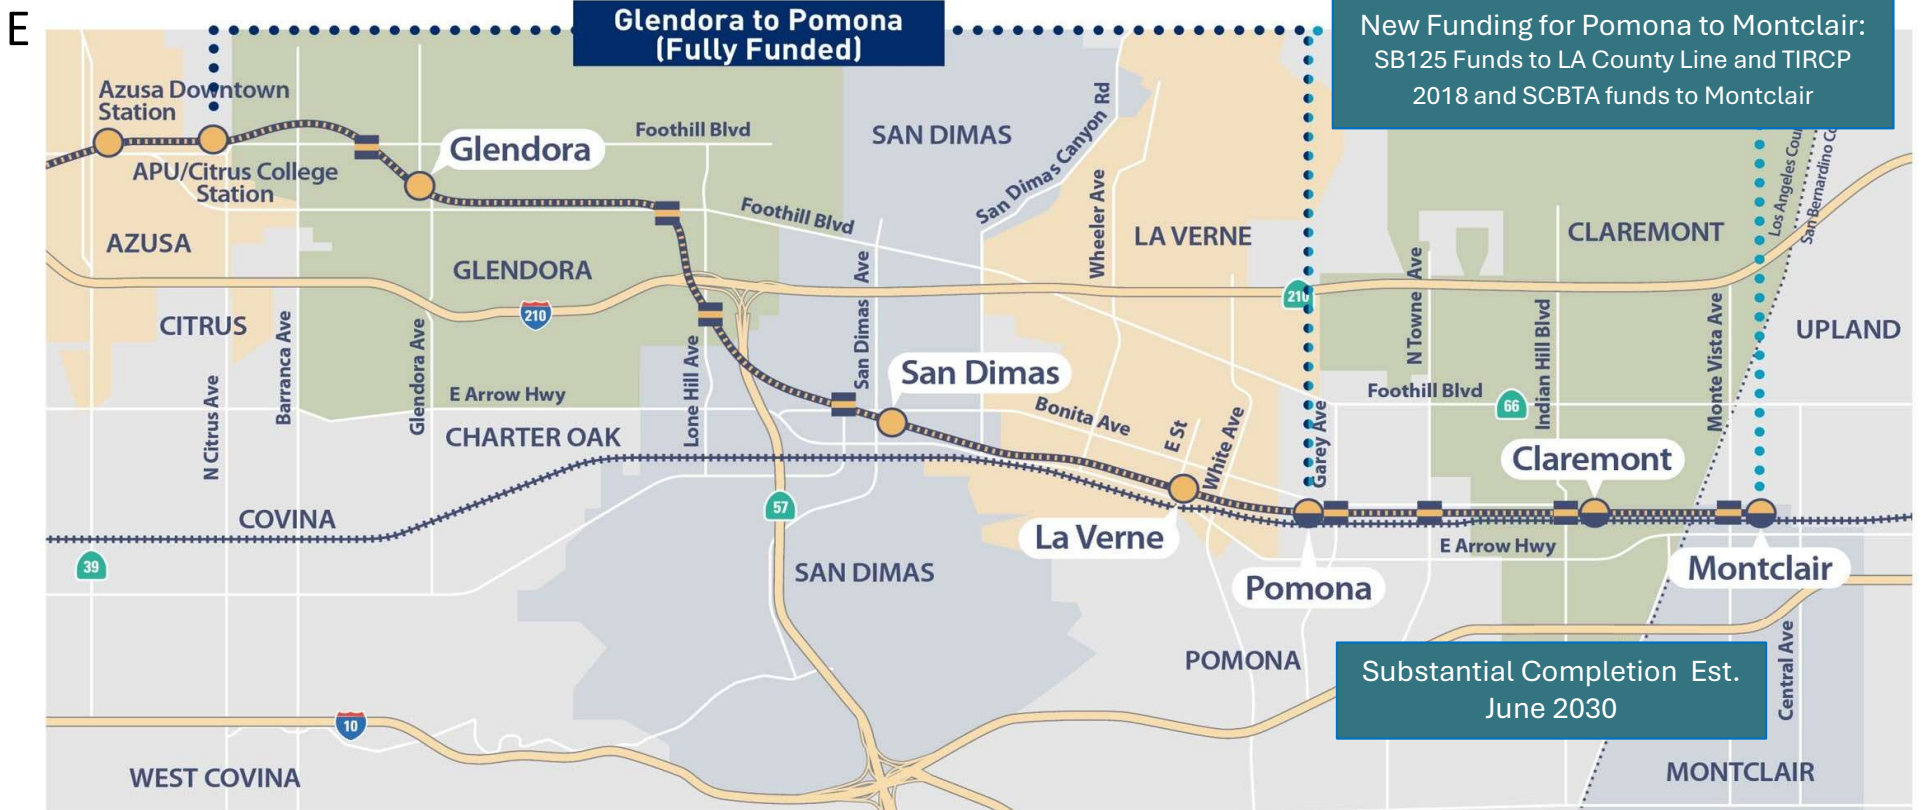 E
Glendora to Pomona
(Fully Funded)
New Funding for Pomona to Montclair:
SB125 Funds to LA County Line and TIRCP
2018 and SCBTA funds to Montclair
Azusa Downtown
Station
APU/Citrus College
Station
Glendora
Foothill Blvd
SAN DIMAS
San Dimas Canyon Rd
Wheeler Ave
LA VERNE
Foothill Blvd
AZUSA
GLENDORA
CLAREMONT
Los Angeles
San Bernardino
210
210
CITRUS
UPLAND
N Citrus Ave
Barranca Ave
Glendora Ave
E Arrow Hwy
CHARTER OAK
Lone Hill Ave
San Dimas Ave
San Dimas
Bonita Ave
E St
White Ave
Garey Ave
N Towne Ave
Foothill Blvd
66
Indian Hill Blvd
Monte Vista Ave
Claremont
57
COVINA
39
La Verne
Pomona
E Arrow Hwy
Montclair
SAN DIMAS
POMONA
Substantial Completion Est.
June 2030
Central Ave
10
WEST COVINA
MONTCLAIR